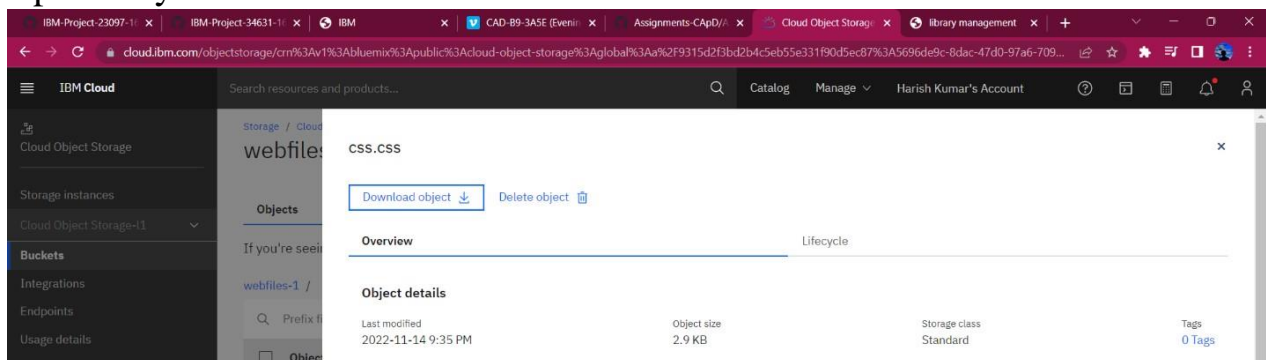 IBM-Project-23097-16 IBM-Project-34631-16 IBM CAD-B9-3A5E (Evenin Assignments-CApD/A Cloud Object Storage library management
cloud.ibm.com/objectstorage/crn%3Av1%3Abluemix%3Apublic%3Acloud-object-storage%3Aglobal%3Aa%2F9315d2f3bd2b4c5eb55e331f90d5ec87%3A5696de9c-8dac-47d0-97a6-709...
IBM Cloud Search resources and products... Catalog Manage Harish Kumar's Account
Cloud Object Storage
Storage instances
Cloud Object Storage-l1
Buckets
Integrations
Endpoints
Usage details
Storage / Cloud
webfiles
Objects
If you're seein
webfiles-1 /
Prefix fi
Objec
css.css
Download object Delete object
Overview Lifecycle
Object details
Last modified Object size Storage class Tags
2022-11-14 9:35 PM 2.9 KB Standard 0 Tags